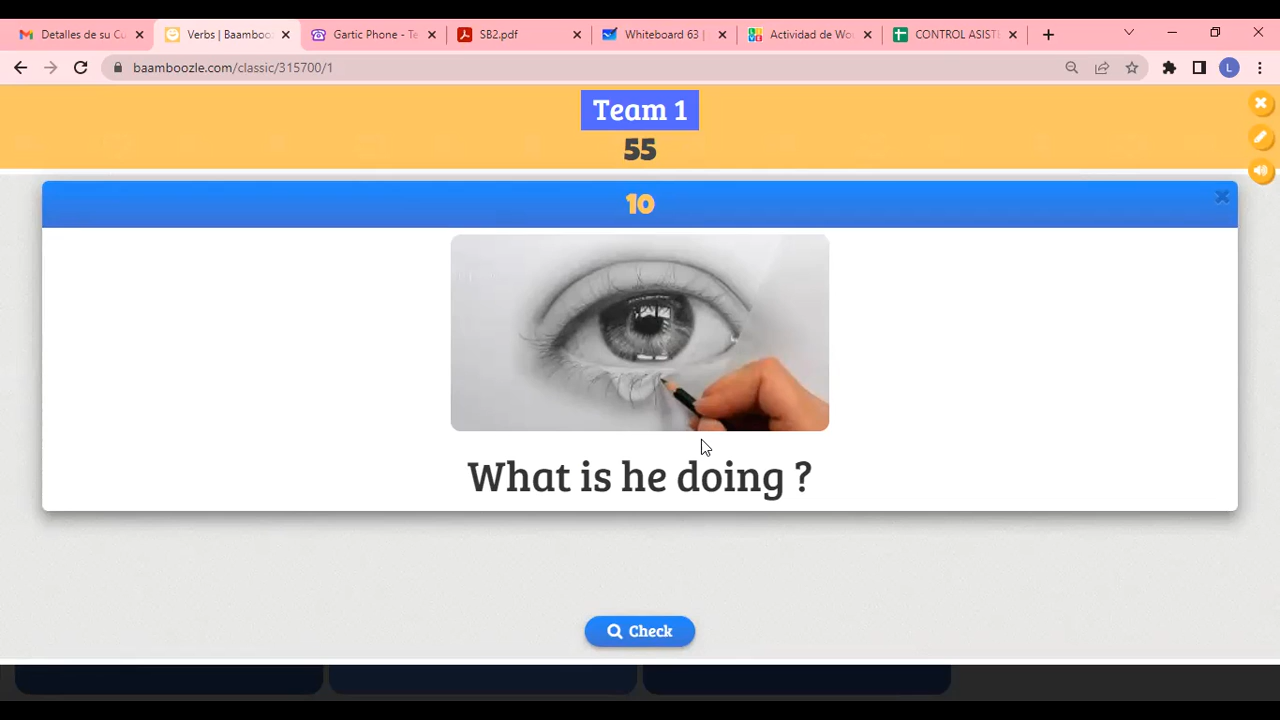 Detalles de su Cu
Verbs | Baamboo
Gartic Phone - Te
SB2.pdf
Whiteboard 63 |
Actividad de Wo
CONTROL ASIST
baamboozle.com/classic/315700/1
L
Team 1
55
10
What is he doing ?
Check